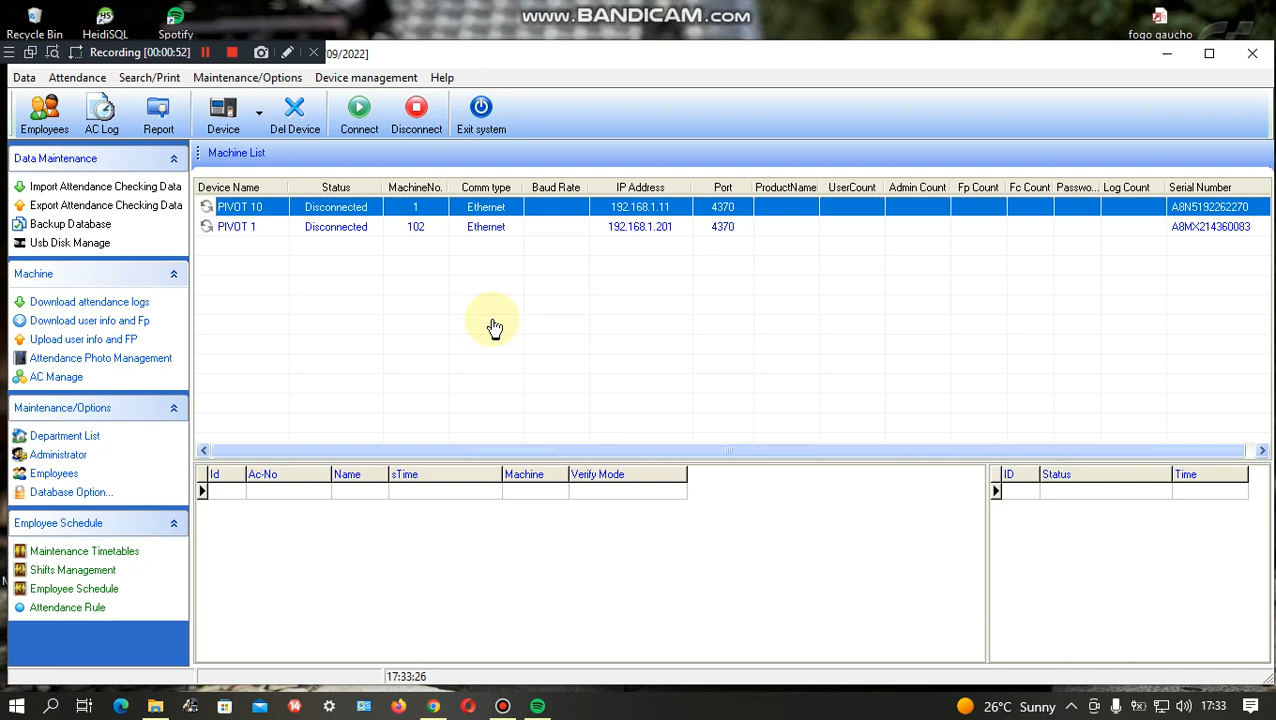 www.BANDICAM.com
Recycle Bin HeidiSQL Spotify fogo gaucho
Recording [00:00:52] /09/2022]
Data Attendance Search/Print Maintenance/Options Device management Help
Employees AC Log Report Device Del Device Connect Disconnect Exit system
Data Maintenance
Import Attendance Checking Data
Export Attendance Checking Data
Backup Database
Usb Disk Manage
Machine
Download attendance logs
Download user info and Fp
Upload user info and FP
Attendance Photo Management
AC Manage
Maintenance/Options
Department List
Administrator
Employees
Database Option...
Employee Schedule
Maintenance Timetables
Shifts Management
Employee Schedule
Attendance Rule
Machine List
Device Name Status MachineNo. Comm type Baud Rate IP Address Port ProductName UserCount Admin Count Fp Count Fc Count Passwo... Log Count Serial Number
PIVOT 10 Disconnected 1 Ethernet 192.168.1.11 4370 A8N5192262270
PIVOT 1 Disconnected 102 Ethernet 192.168.1.201 4370 A8MX214360083
Id Ac-No Name sTime Machine Verify Mode
ID Status Time
17:33:26
26°C Sunny 17:33